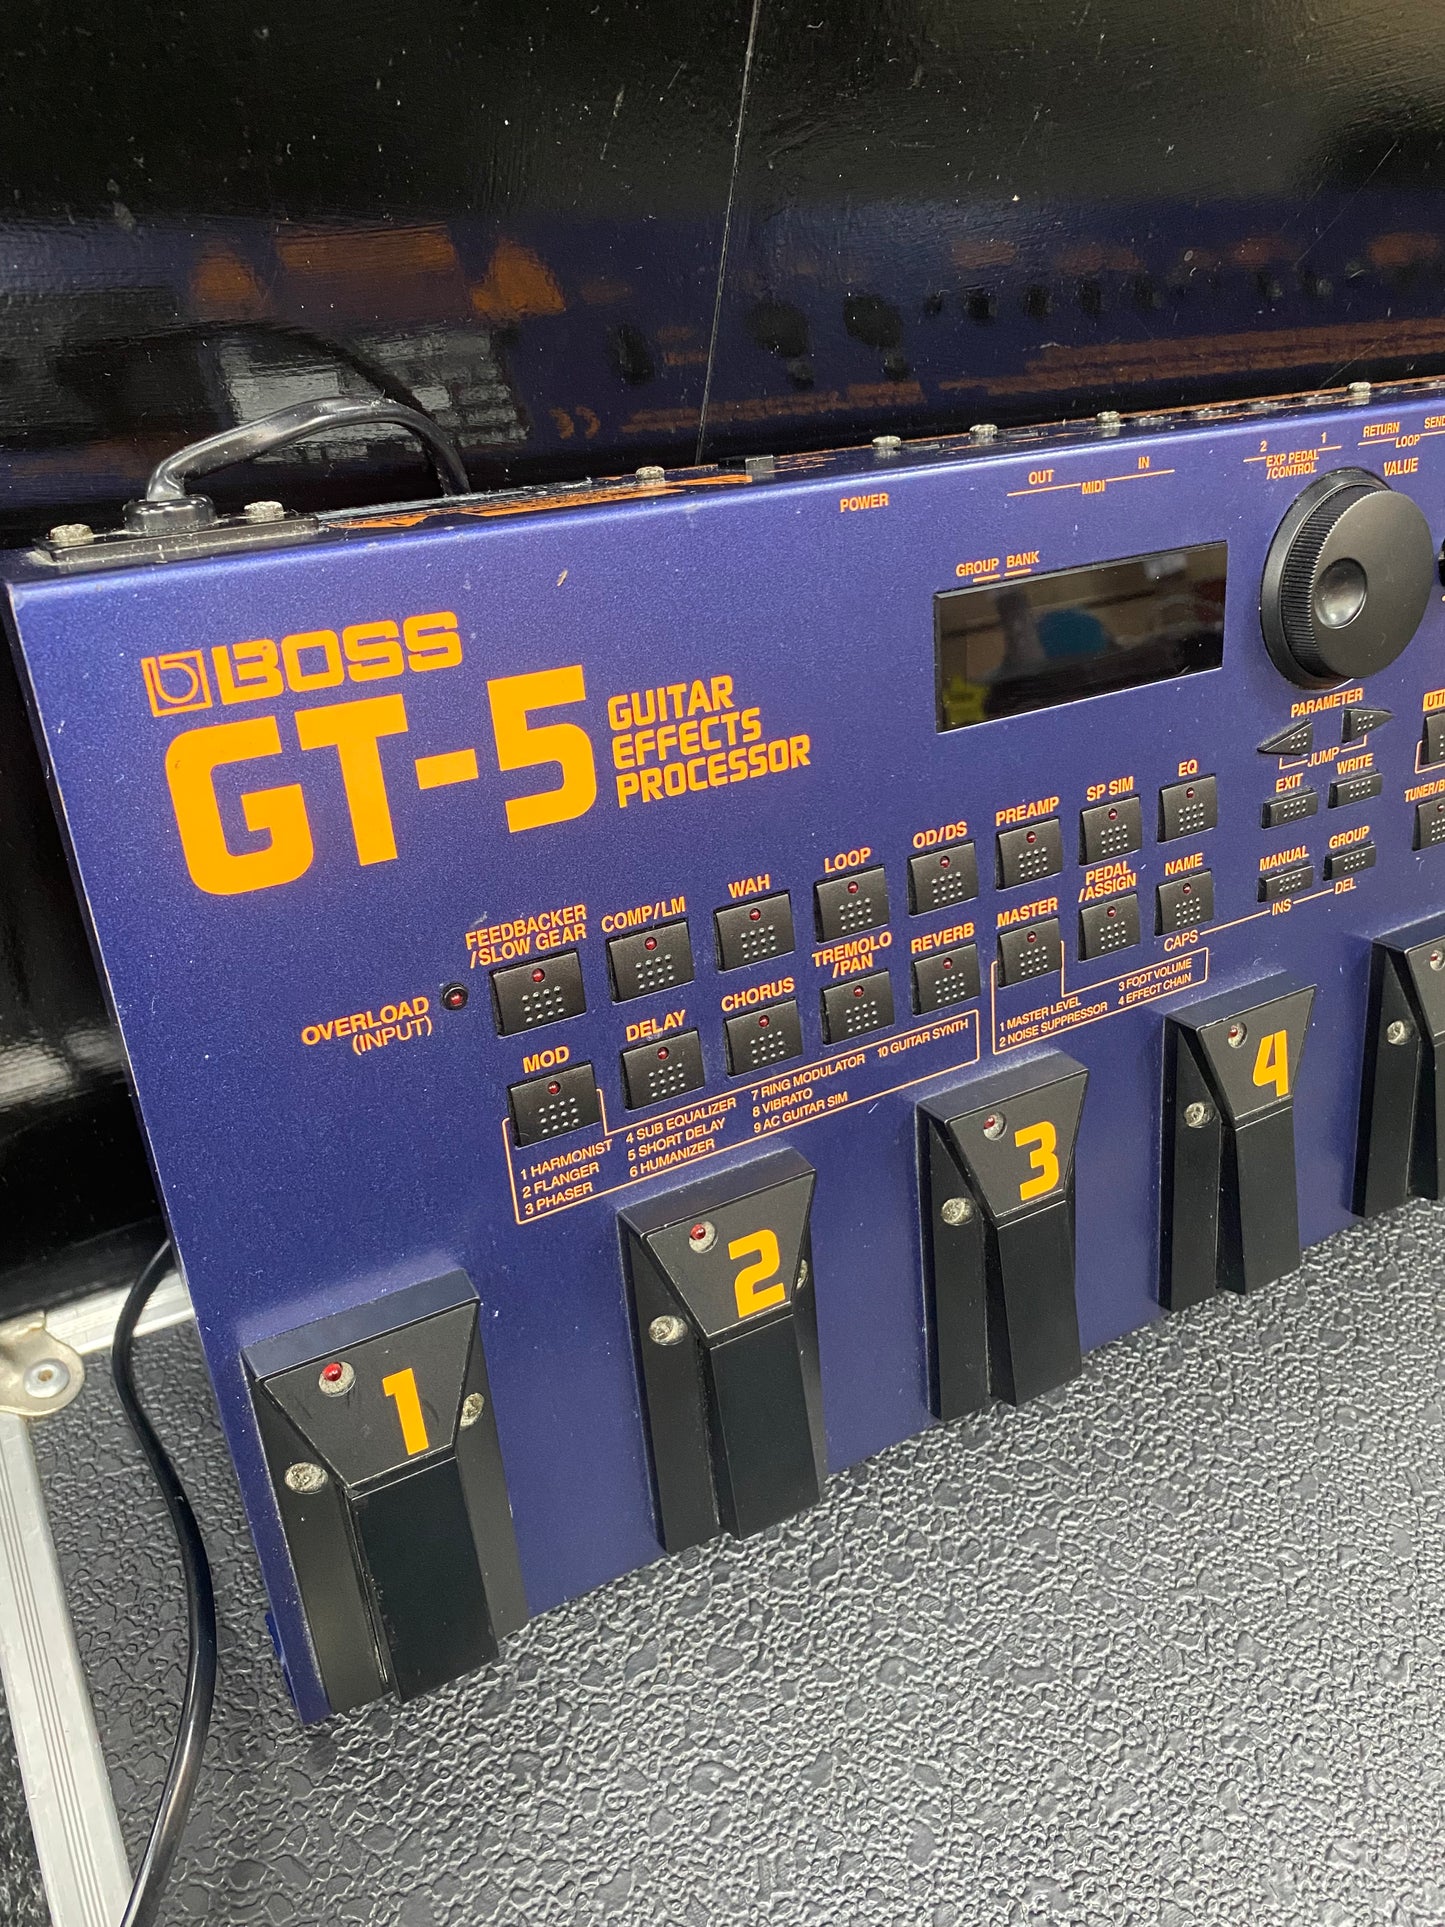 2 1
EXP PEDAL
/CONTROL
RETURN SEND
LOOP
VALUE
OUT IN
MIDI
POWER
GROUP BANK
BOSS
GT-5
GUITAR
EFFECTS
PROCESSOR
PARAMETER
JUMP
EXIT WRITE
MANUAL GROUP
INS DEL
OVERLOAD
(INPUT)
FEEDBACKER
/SLOW GEAR
COMP/LM
WAH
LOOP
OD/DS
PREAMP
SP SIM
EQ
MOD
DELAY
CHORUS
TREMOLO
/PAN
REVERB
MASTER
PEDAL
/ASSIGN
NAME
CAPS
1 MASTER LEVEL 3 FOOT VOLUME
2 NOISE SUPPRESSOR 4 EFFECT CHAIN
1 HARMONIST 4 SUB EQUALIZER 7 RING MODULATOR 10 GUITAR SYNTH
2 FLANGER 5 SHORT DELAY 8 VIBRATO
3 PHASER 6 HUMANIZER 9 AC GUITAR SIM
1
2
3
4